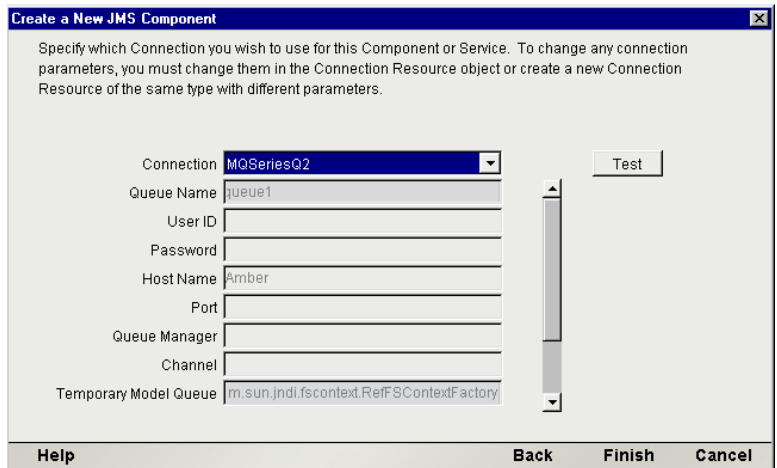 Create a New JMS Component
Specify which Connection you wish to use for this Component or Service. To change any connection
parameters, you must change them in the Connection Resource object or create a new Connection
Resource of the same type with different parameters.
Connection MQSeriesQ2 Test
Queue Name queue1
User ID
Password
Host Name Amber
Port
Queue Manager
Channel
Temporary Model Queue m.sun.jndi.fscontext.RefFSContextFactory
Help Back Finish Cancel